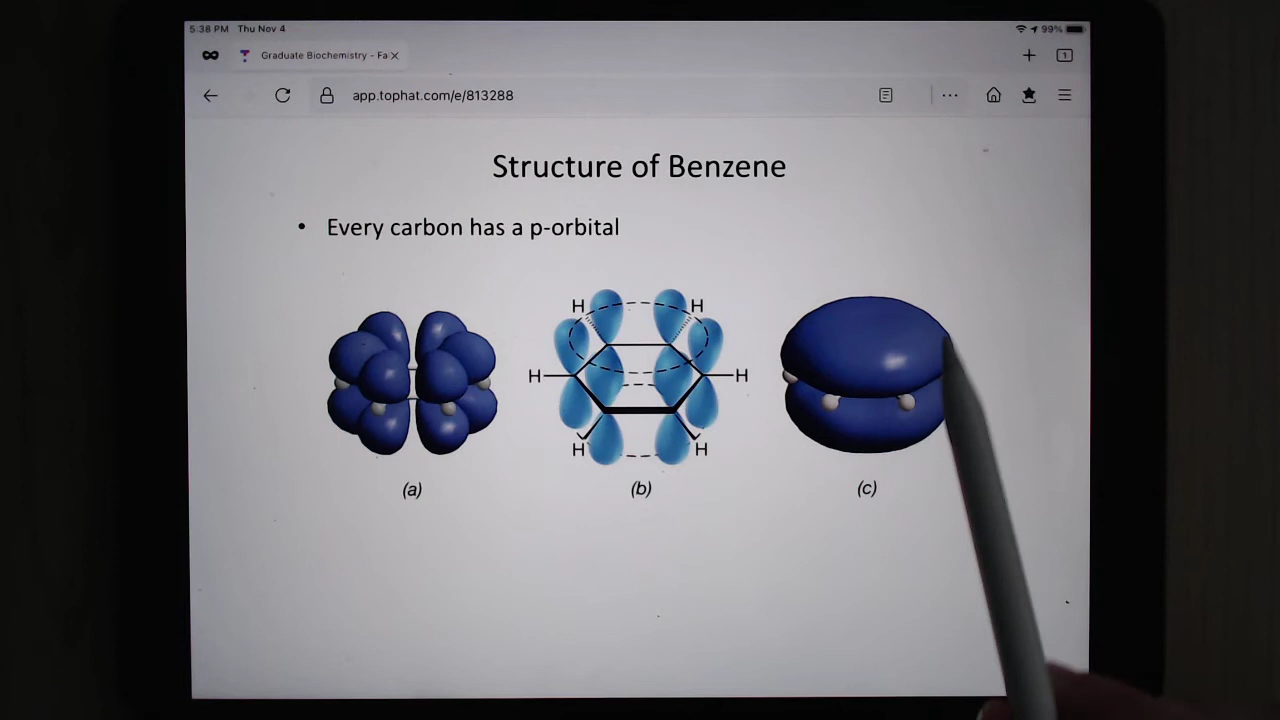 5:38 PM Thu Nov 4
99%
Graduate Biochemistry - Fa
1
app.tophat.com/e/813288
Structure of Benzene
• Every carbon has a p-orbital
H H
H H
H H
(a) (b) (c)